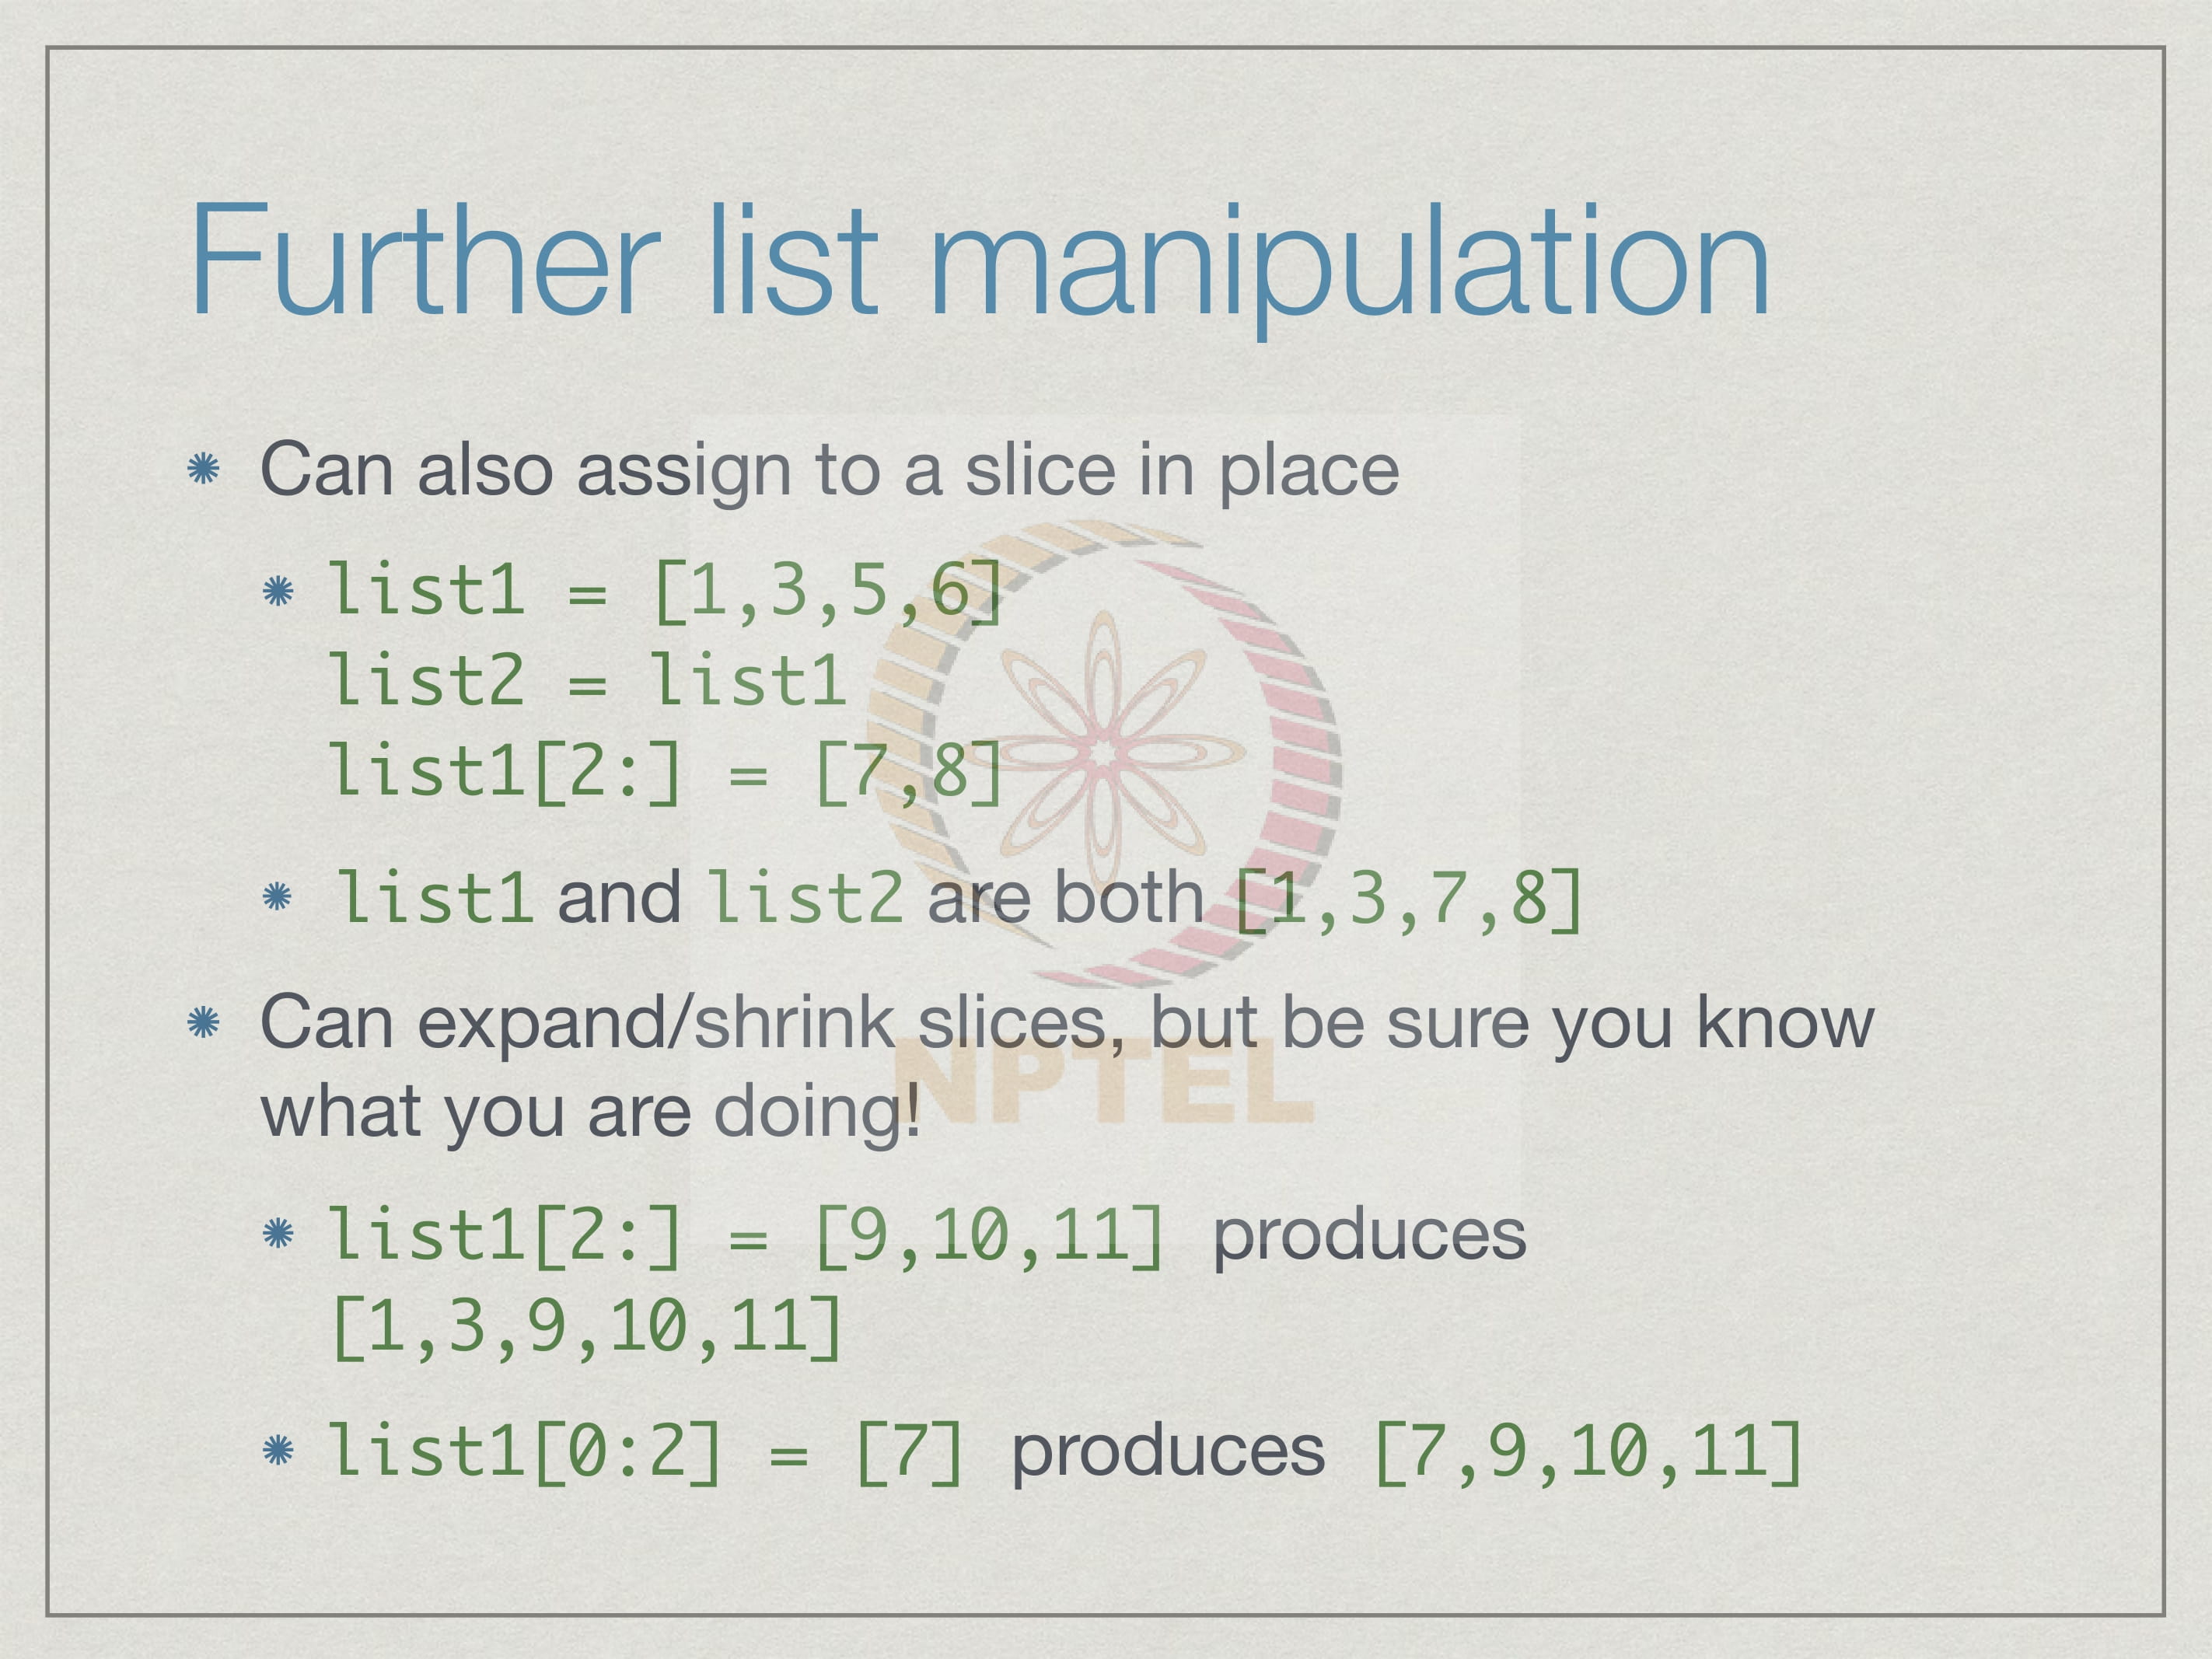 Further list manipulation
Can also assign to a slice in place
list1 = [1,3,5,6]
list2 = list1
list1[2:] = [7,8]
list1 and list2 are both [1,3,7,8]
Can expand/shrink slices, but be sure you know
what you are doing!
list1[2:] = [9,10,11] produces
[1,3,9,10,11]
list1[0:2] = [7] produces [7,9,10,11]
NPTEL